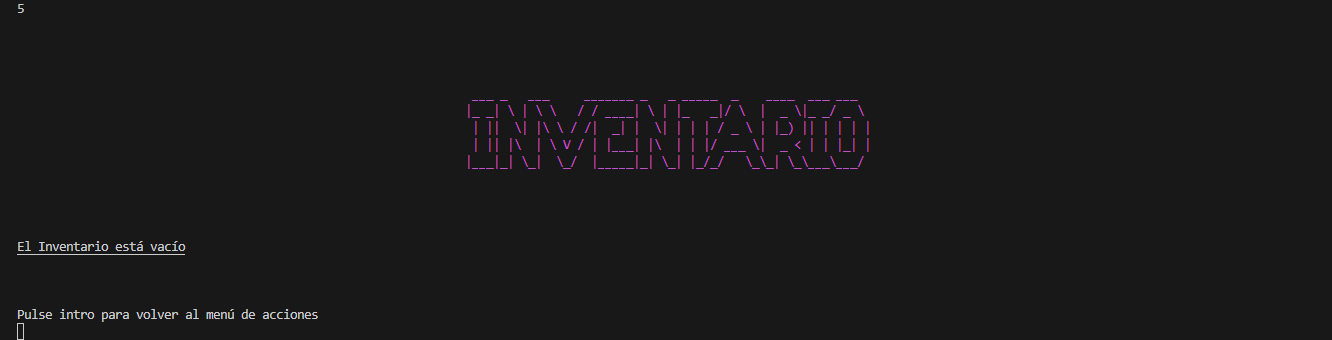 5
INVENTARIO
El Inventario está vacío
Pulse intro para volver al menú de acciones